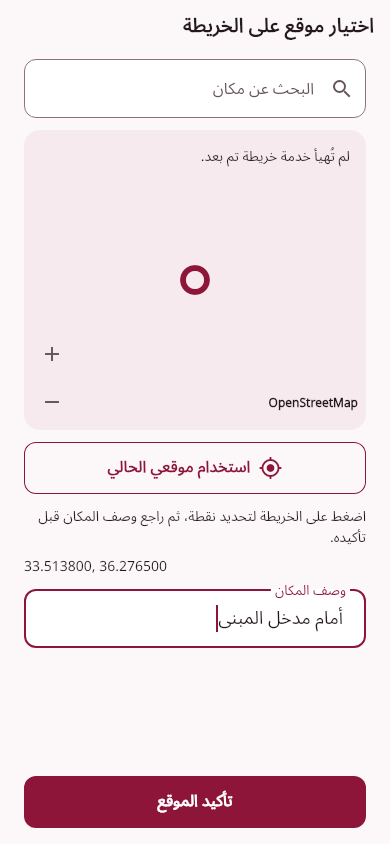 اختيار موقع على الخريطة
البحث عن مكان
لم تُهيأ خدمة خريطة تم بعد.
OpenStreetMap
استخدام موقعي الحالي
اضغط على الخريطة لتحديد نقطة، ثم راجع وصف المكان قبل
تأكيده.
33.513800, 36.276500
وصف المكان
أمام مدخل المبنى
تأكيد الموقع